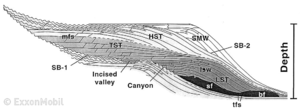 mfs
HST
SMW
SB-2
TST
SB-1
Incised
valley
Canyon
lsw
LST
sf
bf
tfs
Depth
© ExxonMobil